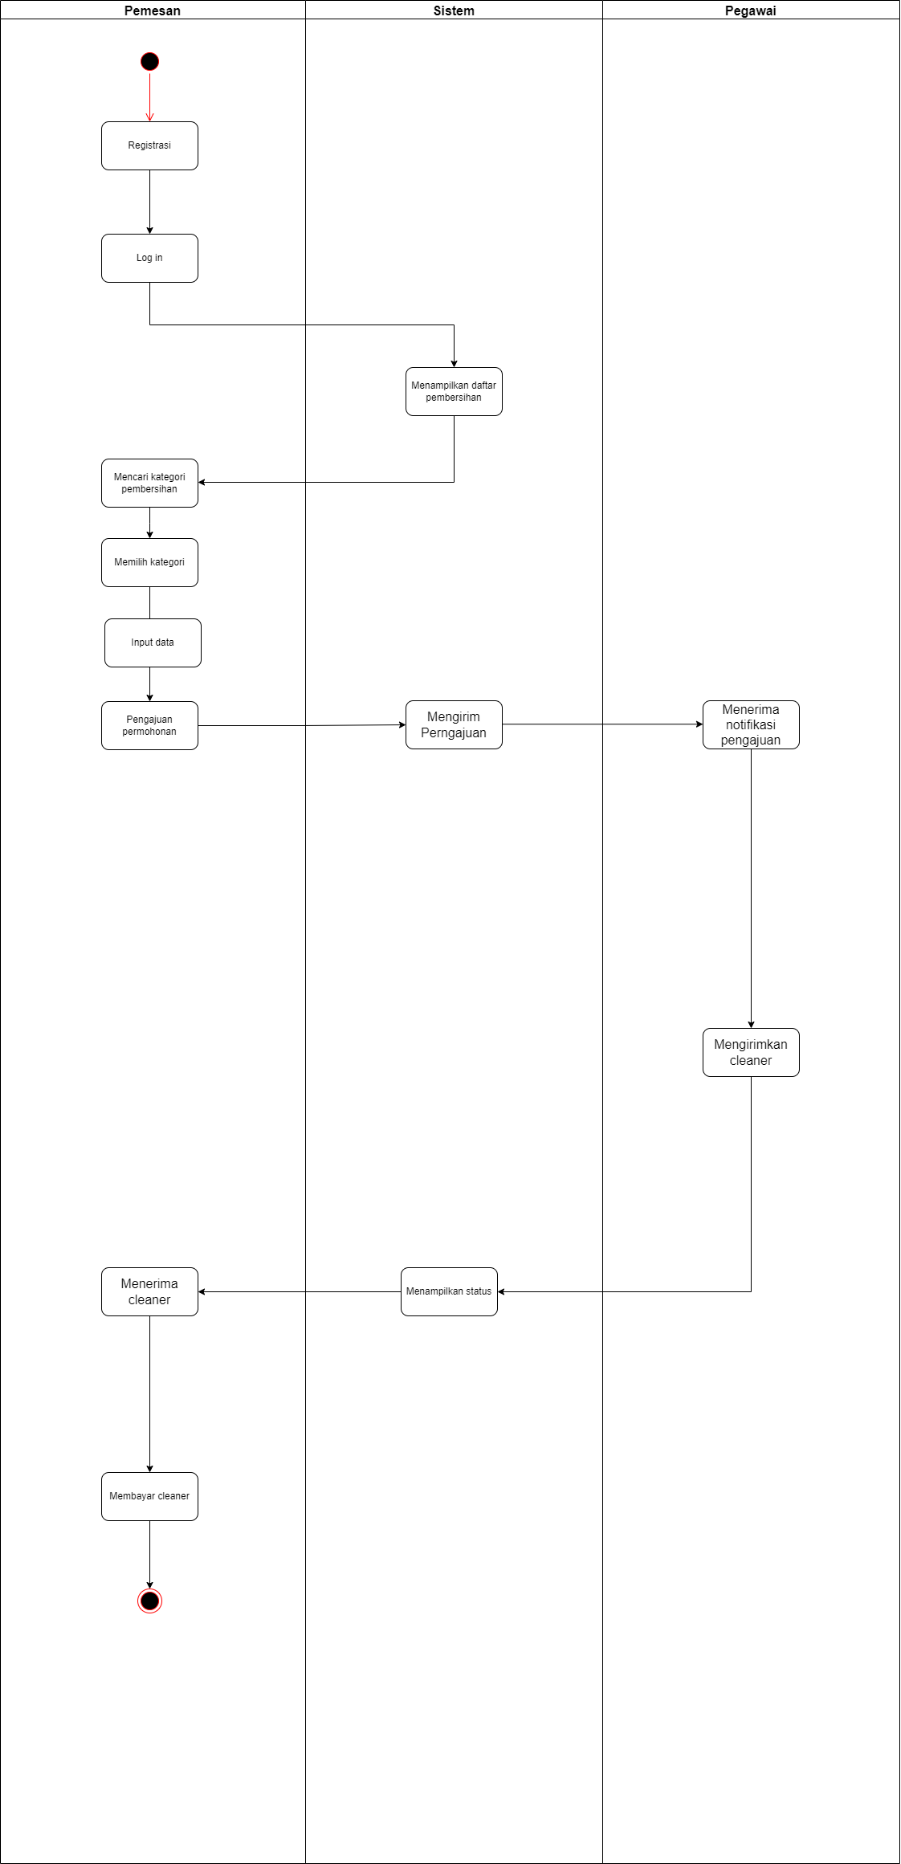 Pemesan
Sistem
Pegawai
Registrasi
Log in
Menampilkan daftar
pembersihan
Mencari kategori
pembersihan
Memilih kategori
Input data
Pengajuan
permohonan
Mengirim
Perngajuan
Menerima
notifikasi
pengajuan
Mengirimkan
cleaner
Menerima
cleaner
Menampilkan status
Membayar cleaner